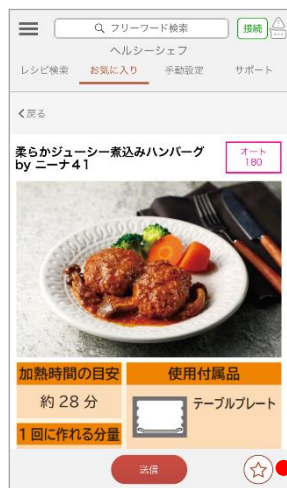 フリーワード検索
接続
ヘルシーシェフ
レシピ検索 お気に入り 手動設定 サポート
戻る
柔らかジューシー煮込みハンバーグ
by ニーナ41
オート
180
加熱時間の目安
約 28 分
1 回に作れる分量
使用付属品
テーブルプレート
送信